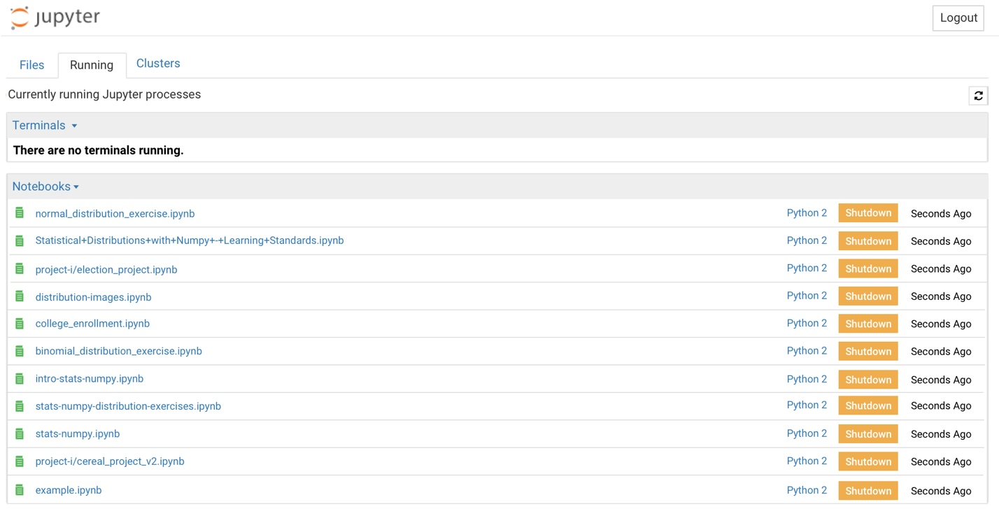 jupyter Logout
Files Running Clusters
Currently running Jupyter processes
Terminals
There are no terminals running.
Notebooks
normal_distribution_exercise.ipynb Python 2 Shutdown Seconds Ago
Statistical+Distributions+with+Numpy+-+Learning+Standards.ipynb Python 2 Shutdown Seconds Ago
project-i/election_project.ipynb Python 2 Shutdown Seconds Ago
distribution-images.ipynb Python 2 Shutdown Seconds Ago
college_enrollment.ipynb Python 2 Shutdown Seconds Ago
binomial_distribution_exercise.ipynb Python 2 Shutdown Seconds Ago
intro-stats-numpy.ipynb Python 2 Shutdown Seconds Ago
stats-numpy-distribution-exercises.ipynb Python 2 Shutdown Seconds Ago
stats-numpy.ipynb Python 2 Shutdown Seconds Ago
project-i/cereal_project_v2.ipynb Python 2 Shutdown Seconds Ago
example.ipynb Python 2 Shutdown Seconds Ago